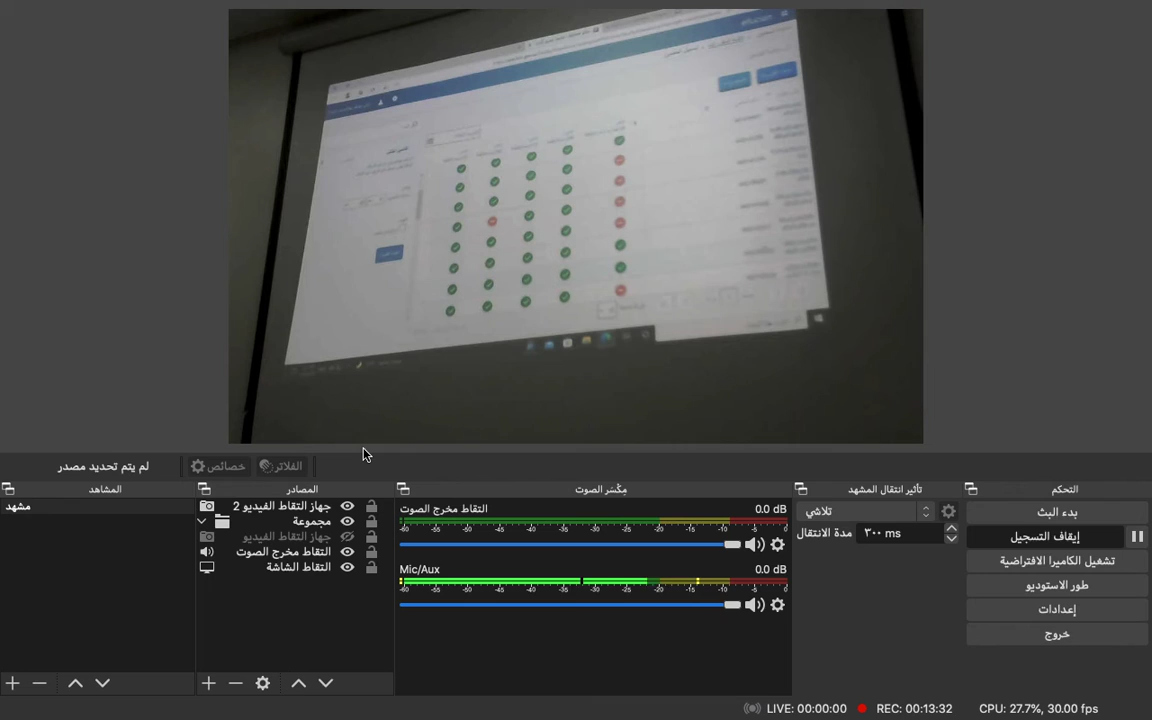 لم يتم تحديد مصدر
خصائص
الفلاتر
المشاهد
مشهد
المصادر
جهاز التقاط الفيديو 2
مجموعة
جهاز التقاط الفيديو
التقاط مخرج الصوت
التقاط الشاشة
مِكْسَر الصوت
التقاط مخرج الصوت
0.0 dB
-60 -55 -50 -45 -40 -35 -30 -25 -20 -15 -10 -5 0
Mic/Aux
0.0 dB
-60 -55 -50 -45 -40 -35 -30 -25 -20 -15 -10 -5 0
تأثير انتقال المشهد
تلاشي
مدة الانتقال
٣٠٠ ms
التحكم
بدء البث
إيقاف التسجيل
تشغيل الكاميرا الافتراضية
طور الاستوديو
إعدادات
خروج
LIVE: 00:00:00
REC: 00:13:32
CPU: 27.7%, 30.00 fps